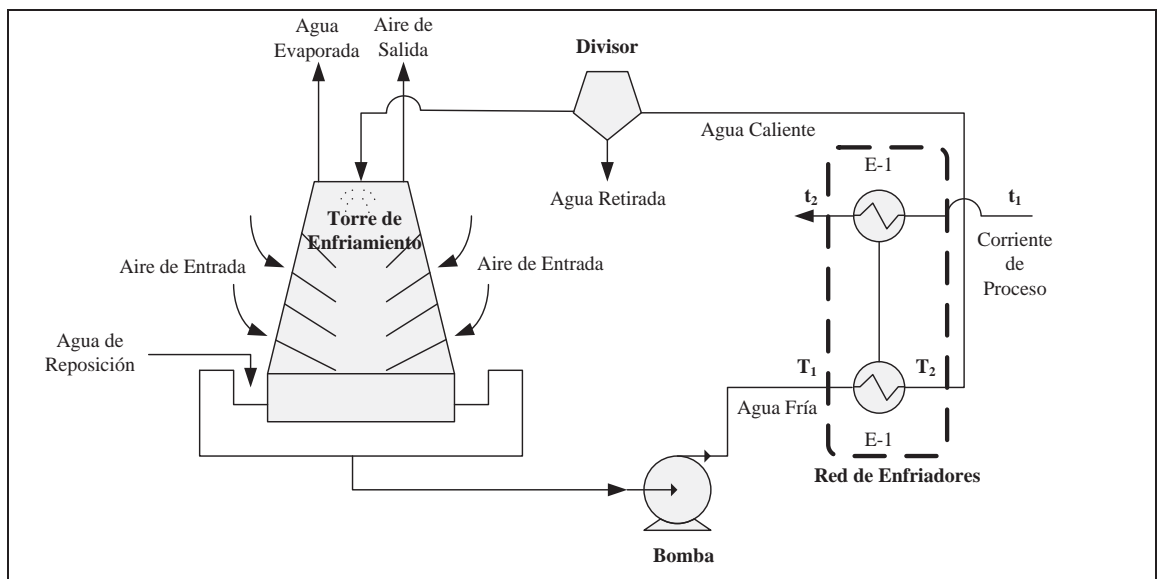 Agua
Evaporada
Aire de
Salida
Divisor
Agua Caliente
E-1
Agua Retirada
t₂
t₁
Torre de
Enfriamiento
Corriente
de
Proceso
Aire de Entrada
Aire de Entrada
Agua de
Reposición
T₁
T₂
Agua Fría
E-1
Red de Enfriadores
Bomba